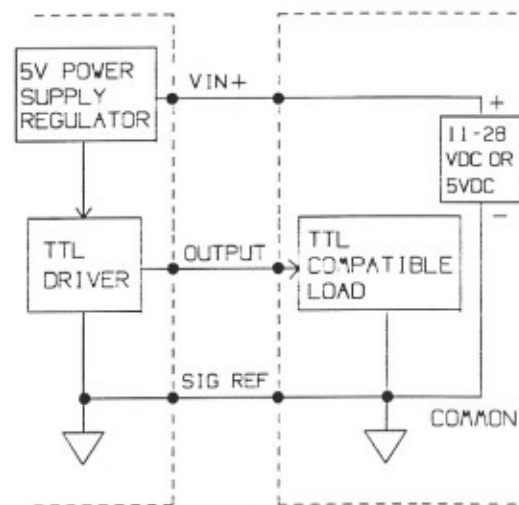 5V POWER
SUPPLY
REGULATOR
VIN+
+
11-28
VDC OR
5VDC
-
TTL
DRIVER
OUTPUT
TTL
COMPATIBLE
LOAD
SIG REF
COMMON